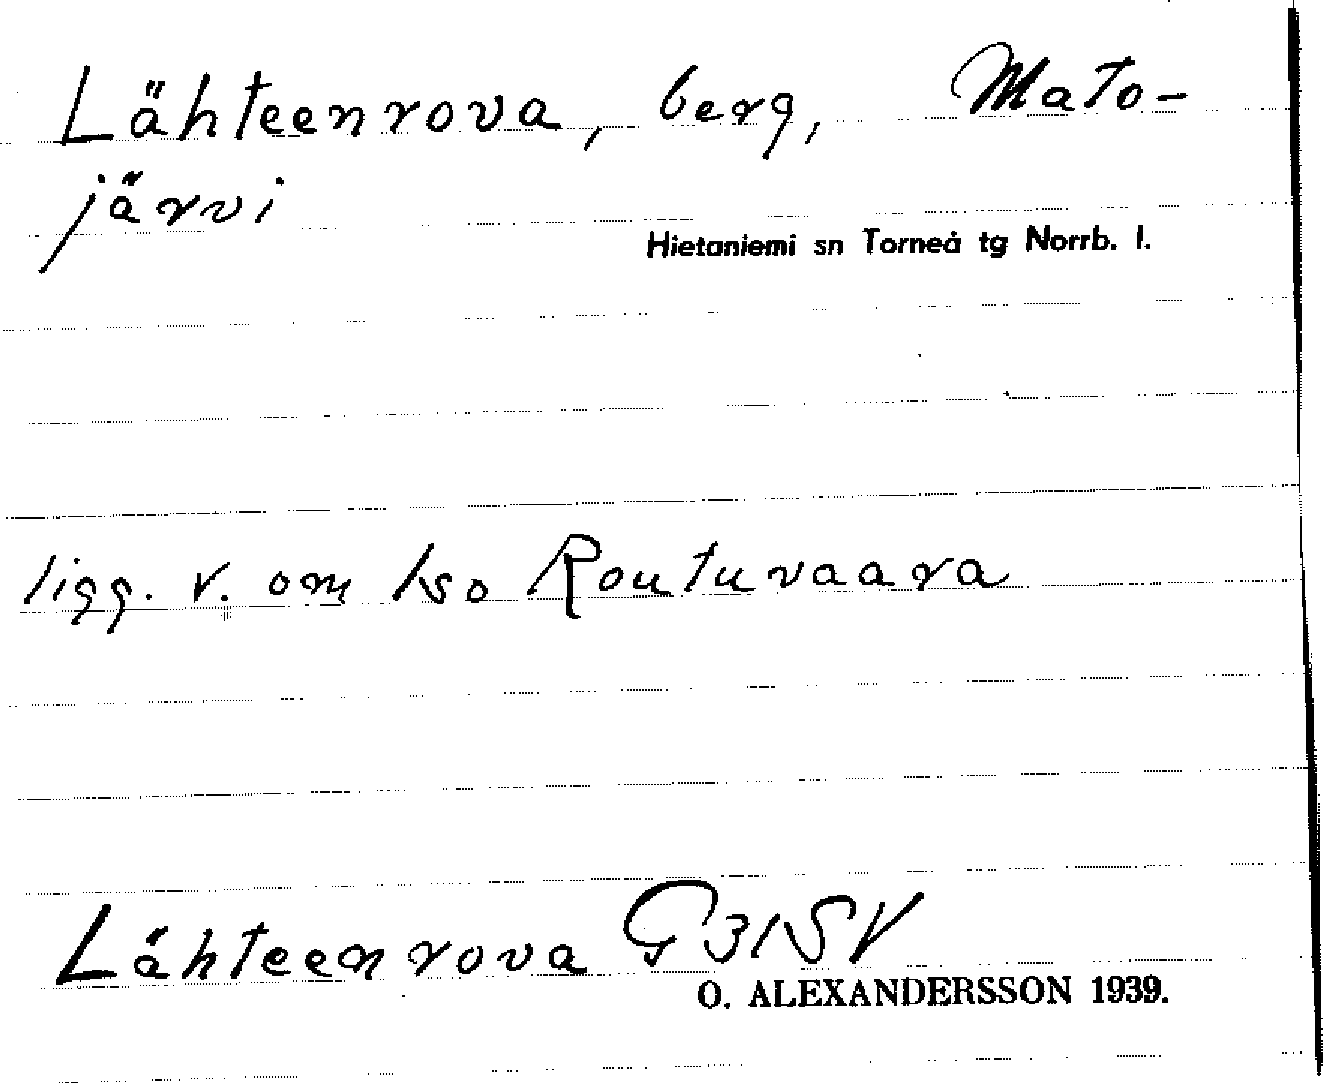 Lähteenrova, berg, Mato-
järvi
Hietaniemi sn Torneå tg Norrb. l.
ligg. v. om Iso Routuvaara
Lähteenrova G31SV
O. ALEXANDERSSON 1939.